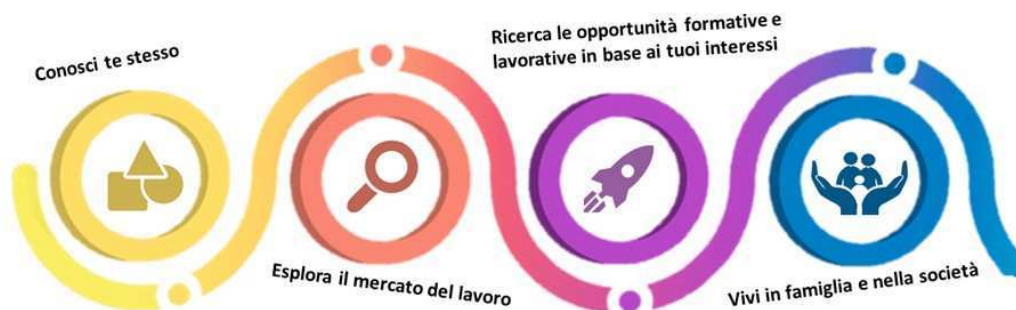 Conosci te stesso
Esplora il mercato del lavoro
Ricerca le opportunità formative e
lavorative in base ai tuoi interessi
Vivi in famiglia e nella società